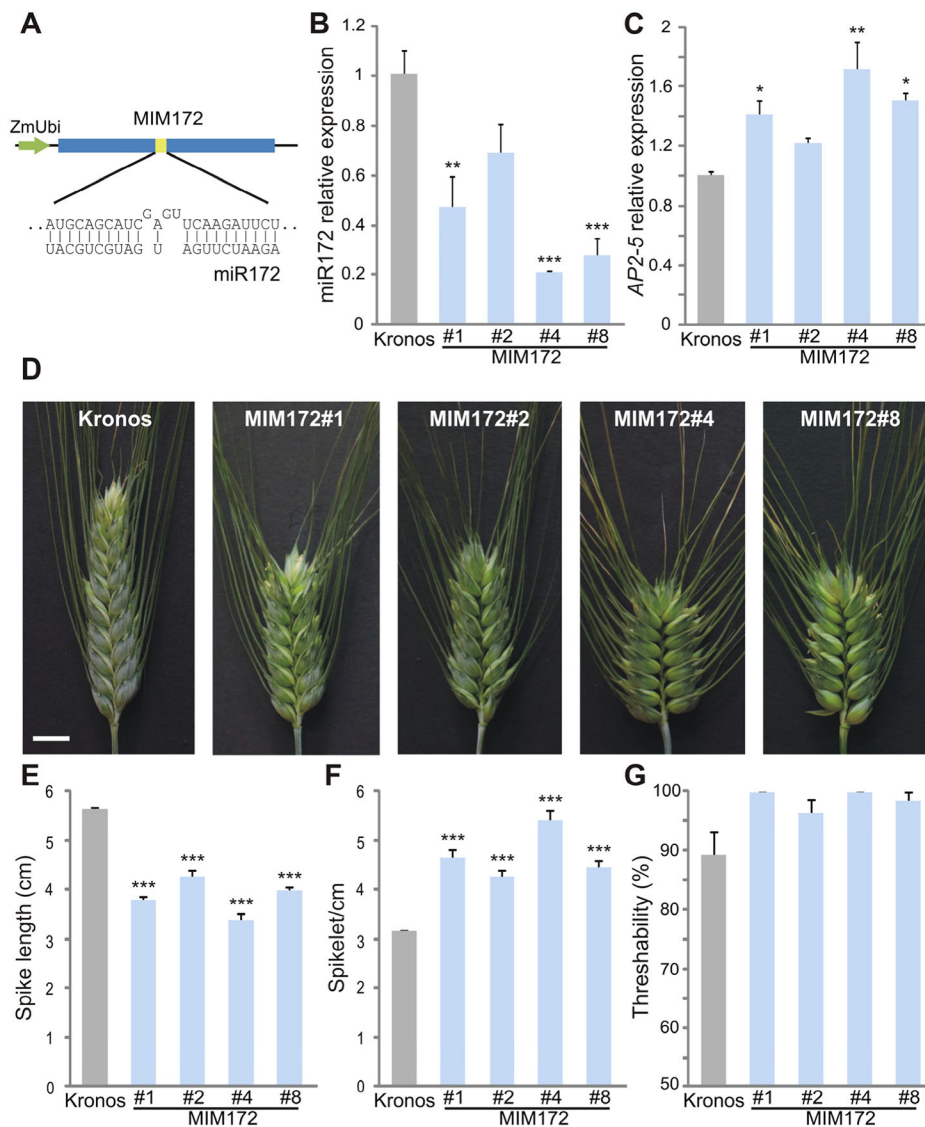 A
ZmUbi
MIM172
G A GU
..AUGCAGCAUC UCAAGAUUCU..
UACGUCGUAG U AGUUCUAAGA
miR172
B
miR172 relative expression
1.2
1
0.8
0.6
0.4
0.2
0
**
***
***
Kronos #1 #2 #4 #8
MIM172
C
AP2-5 relative expression
2
1.6
1.2
0.8
0.4
0
*
**
*
Kronos #1 #2 #4 #8
MIM172
D
Kronos MIM172#1 MIM172#2 MIM172#4 MIM172#8
E
Spike length (cm)
6
5
4
3
2
1
0
***
***
***
***
Kronos #1 #2 #4 #8
MIM172
F
Spikelet/cm
6
5
4
3
2
1
0
***
***
***
***
Kronos #1 #2 #4 #8
MIM172
G
Threshability (%)
100
90
80
70
60
50
Kronos #1 #2 #4 #8
MIM172